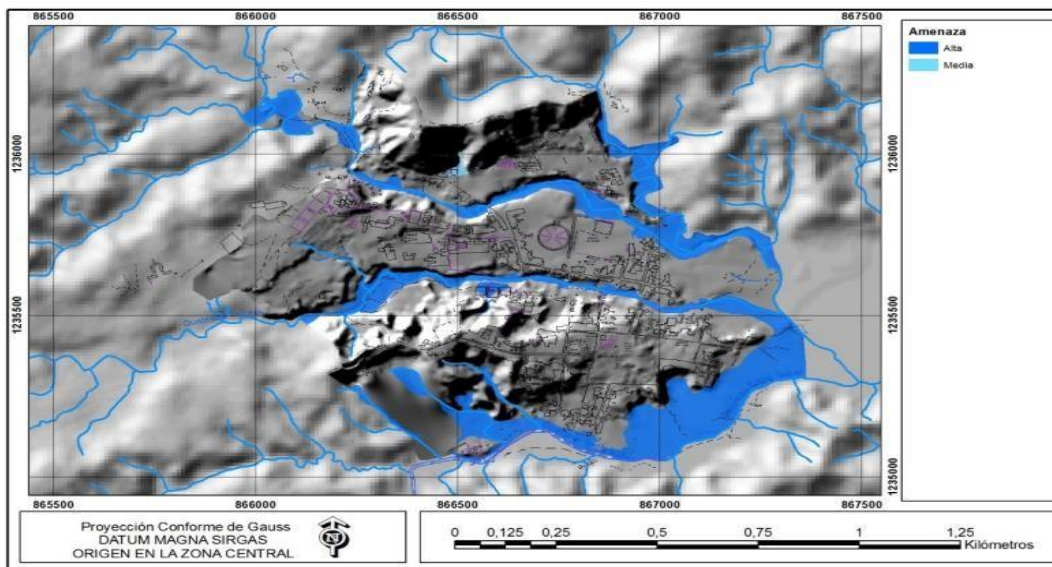 865500 866000 866500 867000 867500
Amenaza
Alta
Media
1236000 1236000
1235500 1235500
1235000 1235000
865500 866000 866500 867000 867500
Proyección Conforme de Gauss
DATUM MAGNA SIRGAS
ORIGEN EN LA ZONA CENTRAL
N
0 0,125 0,25 0,5 0,75 1 1,25
Kilómetros